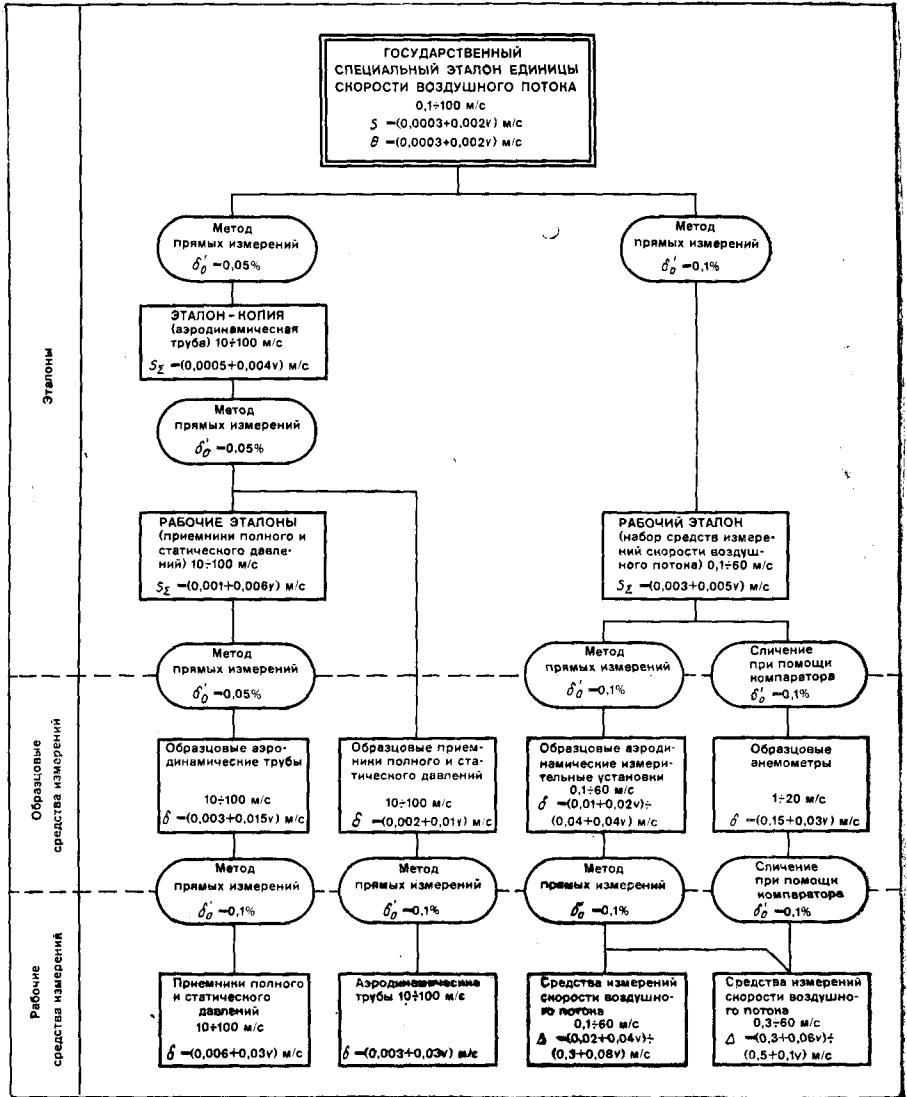 ГОСУДАРСТВЕННЫЙ
СПЕЦИАЛЬНЫЙ ЭТАЛОН ЕДИНИЦЫ
СКОРОСТИ ВОЗДУШНОГО ПОТОКА
0,1÷100 м/с
S =(0,0003+0,002v) м/с
θ =(0,0003+0,002v) м/с
Метод
прямых измерений
δ'₀ =0,05%
Метод
прямых измерений
δ'₀ =0,1%
ЭТАЛОН-КОПИЯ
(аэродинамическая
труба) 10÷100 м/с
S_Σ =(0,0005+0,004v) м/с
Метод
прямых измерений
δ'₀ =0,05%
Эталоны
РАБОЧИЕ ЭТАЛОНЫ
(приемники полного и
статического давле-
ний) 10÷100 м/с
S_Σ =(0,001+0,006v) м/с
РАБОЧИЙ ЭТАЛОН
(набор средств измере-
ний скорости воздуш-
ного потока) 0,1÷60 м/с
S_Σ =(0,003+0,005v) м/с
Метод
прямых измерений
δ'₀ =0,05%
Метод
прямых измерений
δ'₀ =0,1%
Сличение
при помощи
компаратора
δ'₀ =0,1%
Образцовые
средства измерений
Образцовые аэро-
динамические трубы
10÷100 м/с
δ =(0,003+0,015v) м/с
Образцовые прием-
ники полного и ста-
тического давлений
10÷100 м/с
δ =(0,002+0,01v) м/с
Образцовые аэроди-
намические измери-
тельные установки
0,1÷60 м/с
δ =(0,01+0,02v)÷
(0,04+0,04v) м/с
Образцовые
анемометры
1÷20 м/с
δ =(0,15+0,03v) м/с
Метод
прямых измерений
δ'₀ =0,1%
Метод
прямых измерений
δ'₀ =0,1%
Метод
прямых измерений
δ₀ =0,1%
Сличение
при помощи
компаратора
δ'₀ =0,1%
Рабочие
средства измерений
Приемники полного
и статического
давлений
10÷100 м/с
δ =(0,006+0,03v) м/с
Аэродинамические
трубы 10÷100 м/с
δ =(0,003+0,03v) м/с
Средства измерений
скорости воздушно-
го потока
0,1÷60 м/с
Δ =(0,02+0,04v)÷
(0,3+0,08v) м/с
Средства измерений
скорости воздушно-
го потока
0,3÷60 м/с
Δ =(0,3+0,06v)÷
(0,5+0,1v) м/с